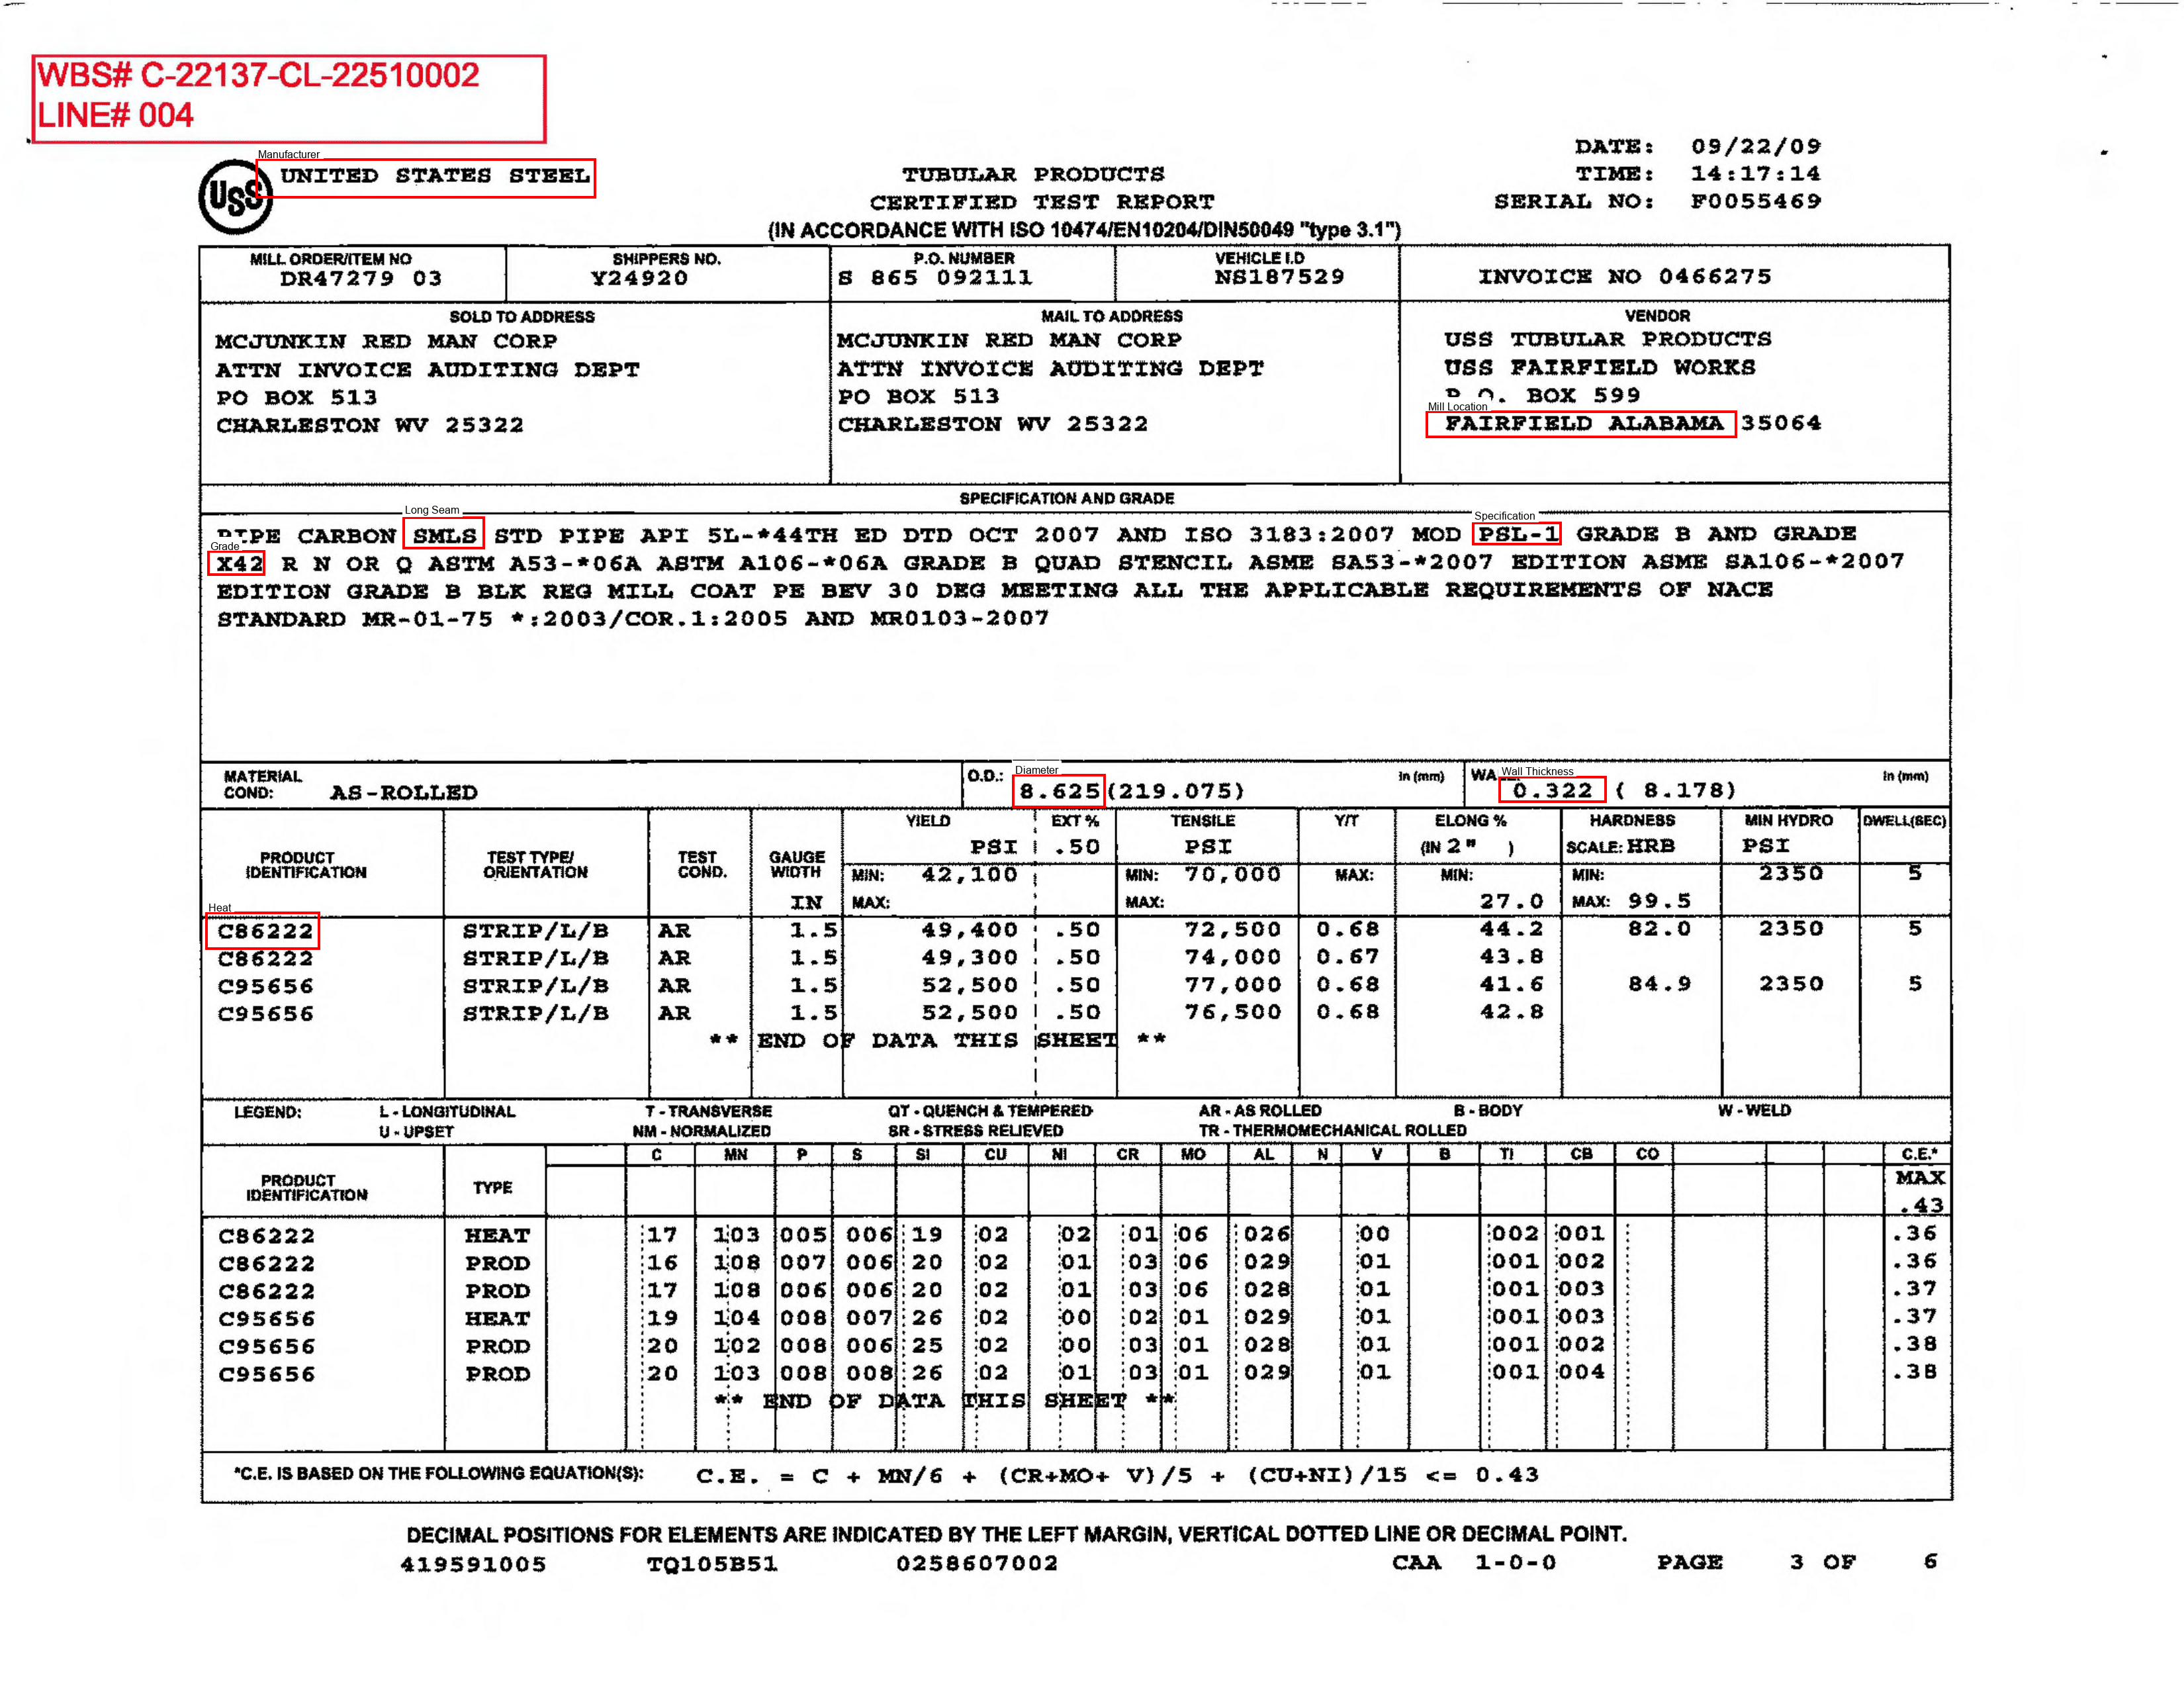 WBS# C-22137-CL-22510002
LINE# 004
Manufacturer
USS UNITED STATES STEEL
TUBULAR PRODUCTS
CERTIFIED TEST REPORT
(IN ACCORDANCE WITH ISO 10474/EN10204/DIN50049 "type 3.1")
DATE: 09/22/09
TIME: 14:17:14
SERIAL NO: F0055469
MILL ORDER/ITEM NO SHIPPERS NO. P.O. NUMBER VEHICLE I.D
DR47279 03 Y24920 S 865 092111 NS187529 INVOICE NO 0466275
SOLD TO ADDRESS
MCJUNKIN RED MAN CORP
ATTN INVOICE AUDITING DEPT
PO BOX 513
CHARLESTON WV 25322
MAIL TO ADDRESS
MCJUNKIN RED MAN CORP
ATTN INVOICE AUDITING DEPT
PO BOX 513
CHARLESTON WV 25322
VENDOR
USS TUBULAR PRODUCTS
USS FAIRFIELD WORKS
P.O. BOX 599
Mill Location
FAIRFIELD ALABAMA 35064
SPECIFICATION AND GRADE
Long Seam Specification
PIPE CARBON SMLS STD PIPE API 5L-*44TH ED DTD OCT 2007 AND ISO 3183:2007 MOD PSL-1 GRADE B AND GRADE
Grade
X42 R N OR Q ASTM A53-*06A ASTM A106-*06A GRADE B QUAD STENCIL ASME SA53-*2007 EDITION ASME SA106-*2007
EDITION GRADE B BLK REG MILL COAT PE BEV 30 DEG MEETING ALL THE APPLICABLE REQUIREMENTS OF NACE
STANDARD MR-01-75 *:2003/COR.1:2005 AND MR0103-2007
MATERIAL
COND: AS-ROLLED
O.D.: Diameter In (mm)
8.625(219.075)
Wall Thickness In (mm)
0.322 ( 8.178)
YIELD EXT % TENSILE Y/T ELONG % HARDNESS MIN HYDRO DWELL(SEC)
PSI .50 PSI (IN 2" ) SCALE: HRB PSI
PRODUCT IDENTIFICATION TEST TYPE/ ORIENTATION TEST COND. GAUGE WIDTH IN
MIN: 42,100 MIN: 70,000 MAX: MIN: MIN: 2350 5
MAX: MAX: 27.0 MAX: 99.5
Heat
C86222 STRIP/L/B AR 1.5 49,400 .50 72,500 0.68 44.2 82.0 2350 5
C86222 STRIP/L/B AR 1.5 49,300 .50 74,000 0.67 43.8
C95656 STRIP/L/B AR 1.5 52,500 .50 77,000 0.68 41.6 84.9 2350 5
C95656 STRIP/L/B AR 1.5 52,500 .50 76,500 0.68 42.8
** END OF DATA THIS SHEET **
LEGEND: L - LONGITUDINAL T - TRANSVERSE QT - QUENCH & TEMPERED AR - AS ROLLED B - BODY W - WELD
U - UPSET NM - NORMALIZED SR - STRESS RELIEVED TR - THERMOMECHANICAL ROLLED
C MN P S SI CU NI CR MO AL N V B TI CB CO C.E.*
PRODUCT IDENTIFICATION TYPE MAX
.43
C86222 HEAT 17 103 005 006 19 02 02 01 06 026 00 002 001 .36
C86222 PROD 16 108 007 006 20 02 01 03 06 029 01 001 002 .36
C86222 PROD 17 108 006 006 20 02 01 03 06 028 01 001 003 .37
C95656 HEAT 19 104 008 007 26 02 00 02 01 029 01 001 003 .37
C95656 PROD 20 102 008 006 25 02 00 03 01 028 01 001 002 .38
C95656 PROD 20 103 008 008 26 02 01 03 01 029 01 001 004 .38
** END OF DATA THIS SHEET **
*C.E. IS BASED ON THE FOLLOWING EQUATION(S): C.E. = C + MN/6 + (CR+MO+ V)/5 + (CU+NI)/15 <= 0.43
DECIMAL POSITIONS FOR ELEMENTS ARE INDICATED BY THE LEFT MARGIN, VERTICAL DOTTED LINE OR DECIMAL POINT.
419591005 TQ105B51 0258607002 CAA 1-0-0 PAGE 3 OF 6